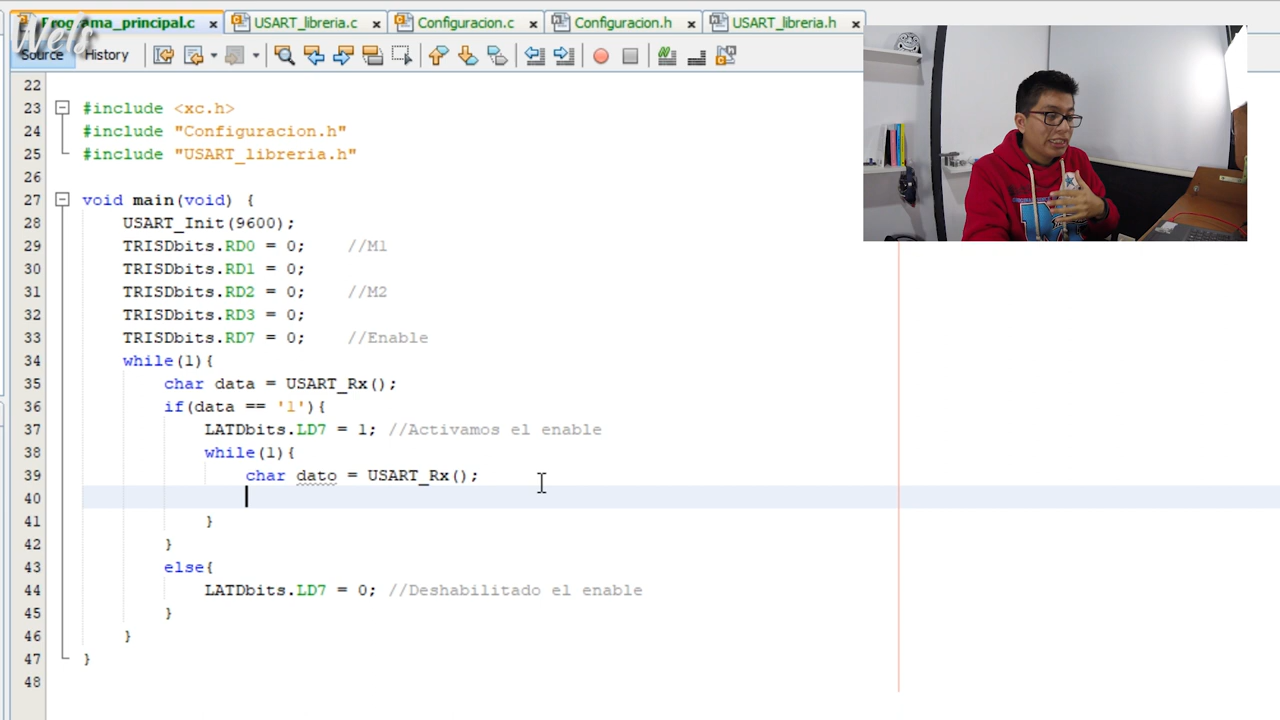 Programa_principal.c USART_libreria.c Configuracion.c Configuracion.h USART_libreria.h
Wels
Source History
22
23 #include <xc.h>
24 #include "Configuracion.h"
25 #include "USART_libreria.h"
26
27 void main(void) {
28 USART_Init(9600);
29 TRISDbits.RD0 = 0; //M1
30 TRISDbits.RD1 = 0;
31 TRISDbits.RD2 = 0; //M2
32 TRISDbits.RD3 = 0;
33 TRISDbits.RD7 = 0; //Enable
34 while(1){
35 char data = USART_Rx();
36 if(data == '1'){
37 LATDbits.LD7 = 1; //Activamos el enable
38 while(1){
39 char dato = USART_Rx();
40
41 }
42 }
43 else{
44 LATDbits.LD7 = 0; //Deshabilitado el enable
45 }
46 }
47 }
48